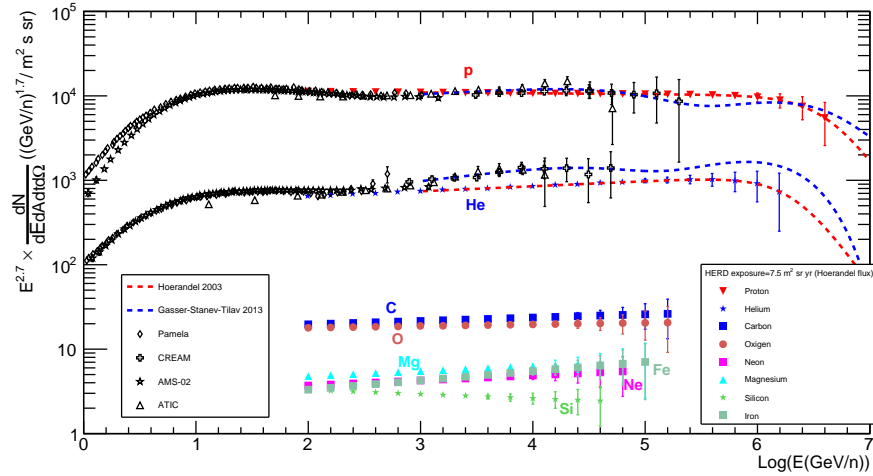 10^5
10^4
10^3
10^2
10
1
E^2.7 × dN/dEdAdtdΩ ((GeV/n)^1.7/ m^2 s sr)
p
He
C
O
Mg
Ne
Fe
Si
Hoerandel 2003
Gasser-Stanev-Tilav 2013
Pamela
CREAM
AMS-02
ATIC
HERD exposure=7.5 m^2 sr yr (Hoerandel flux)
Proton
Helium
Carbon
Oxigen
Neon
Magnesium
Silicon
Iron
0 1 2 3 4 5 6 7
Log(E(GeV/n)